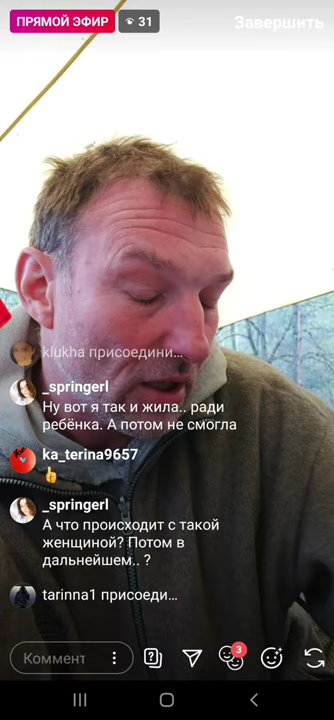 ПРЯМОЙ ЭФИР 31 Завершить
klukha присоедини...
_springerl
Ну вот я так и жила.. ради
ребёнка. А потом не смогла
ka_terina9657
_springerl
А что происходит с такой
женщиной? Потом в
дальнейшем.. ?
tarinna1 присоеди...
Коммент
3